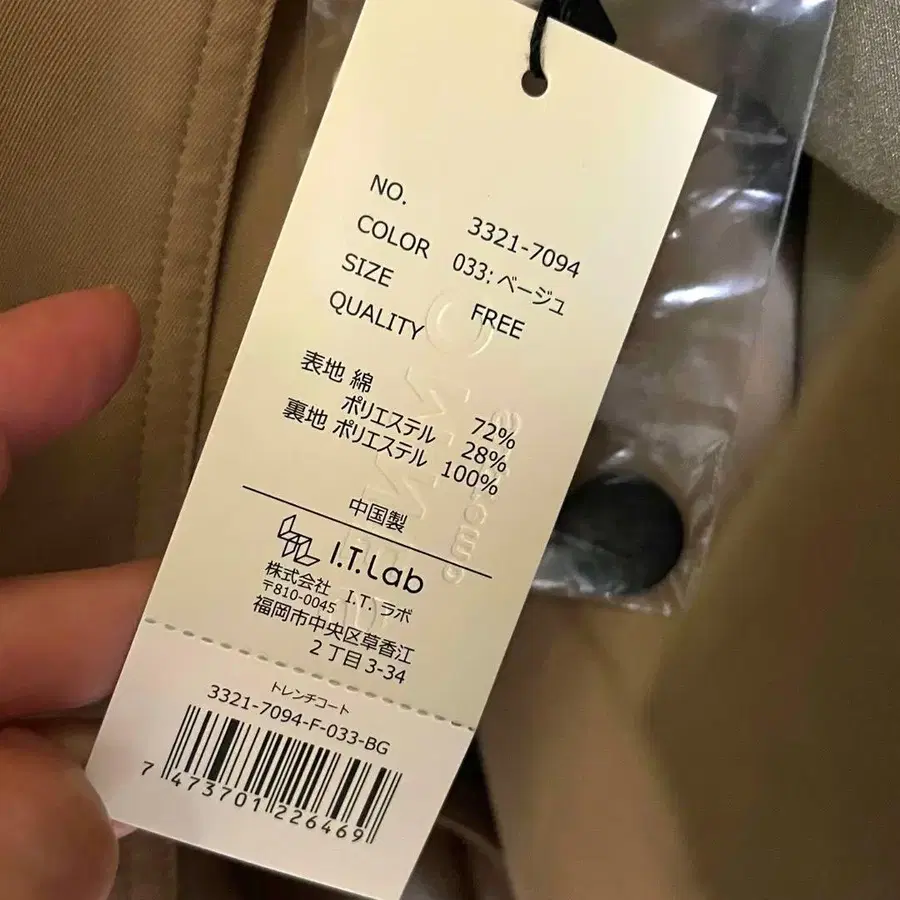 NO. 3321-7094
COLOR 033: ベージュ
SIZE FREE
QUALITY
表地 綿 72%
ポリエステル 28%
裏地 ポリエステル 100%
中国製
I.T.Lab
株式会社 I.T. ラボ
〒810-0045
福岡市中央区草香江
2丁目3-34
トレンチコート
3321-7094-F-033-BG
7 473701 226469